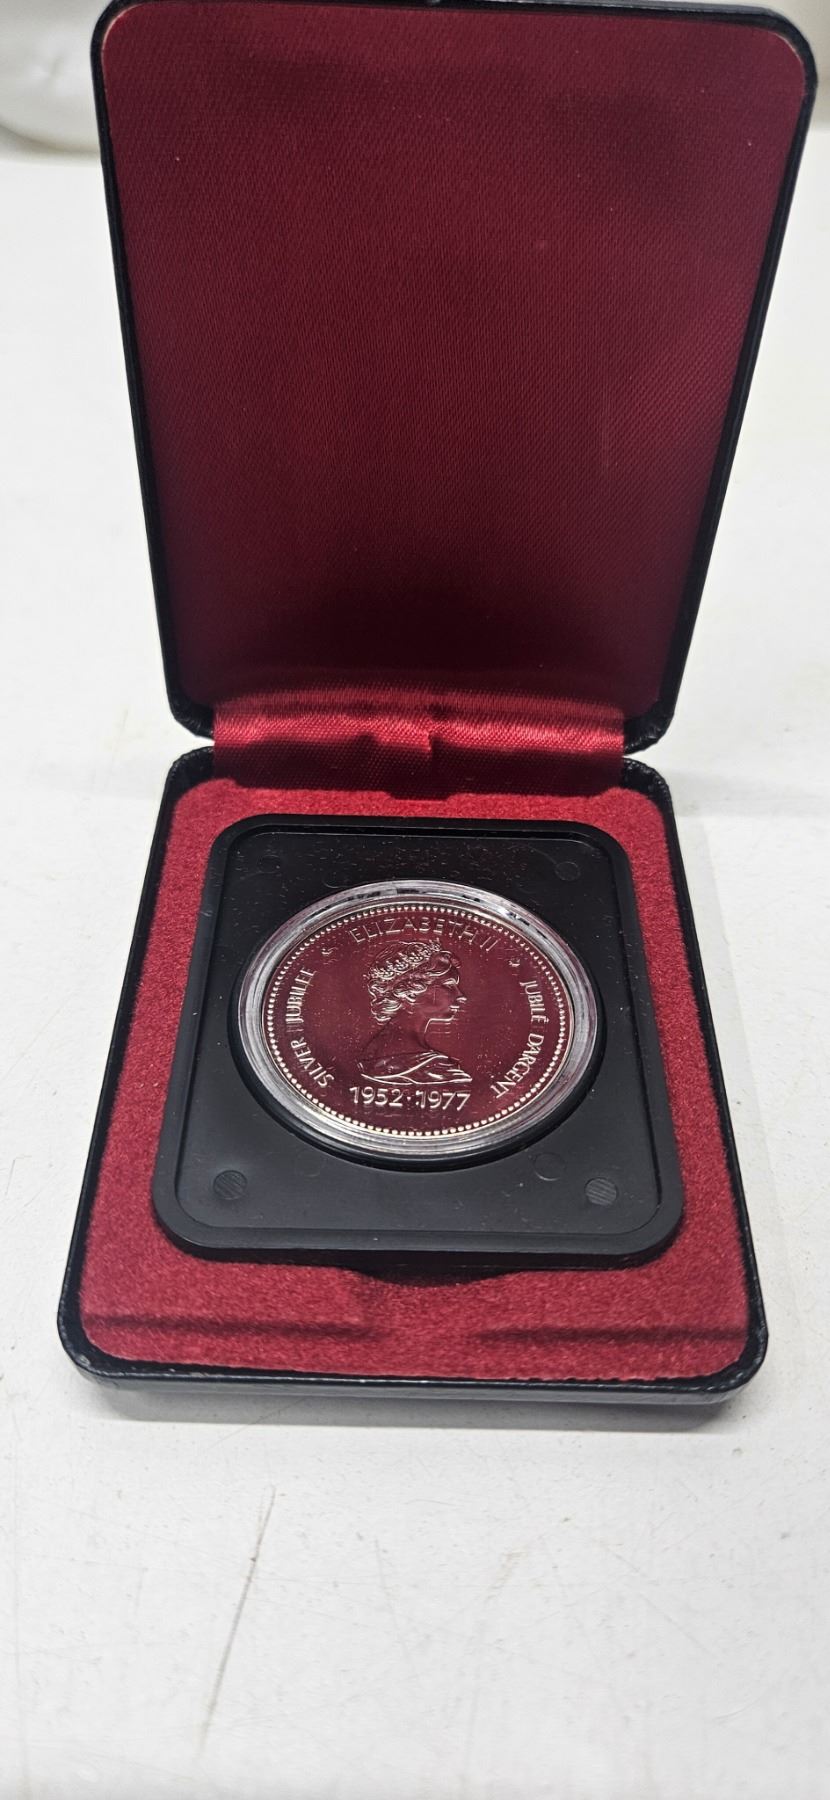 ELIZABETH II
SILVER JUBILEE
JUBILÉ D'ARGENT
1952·1977